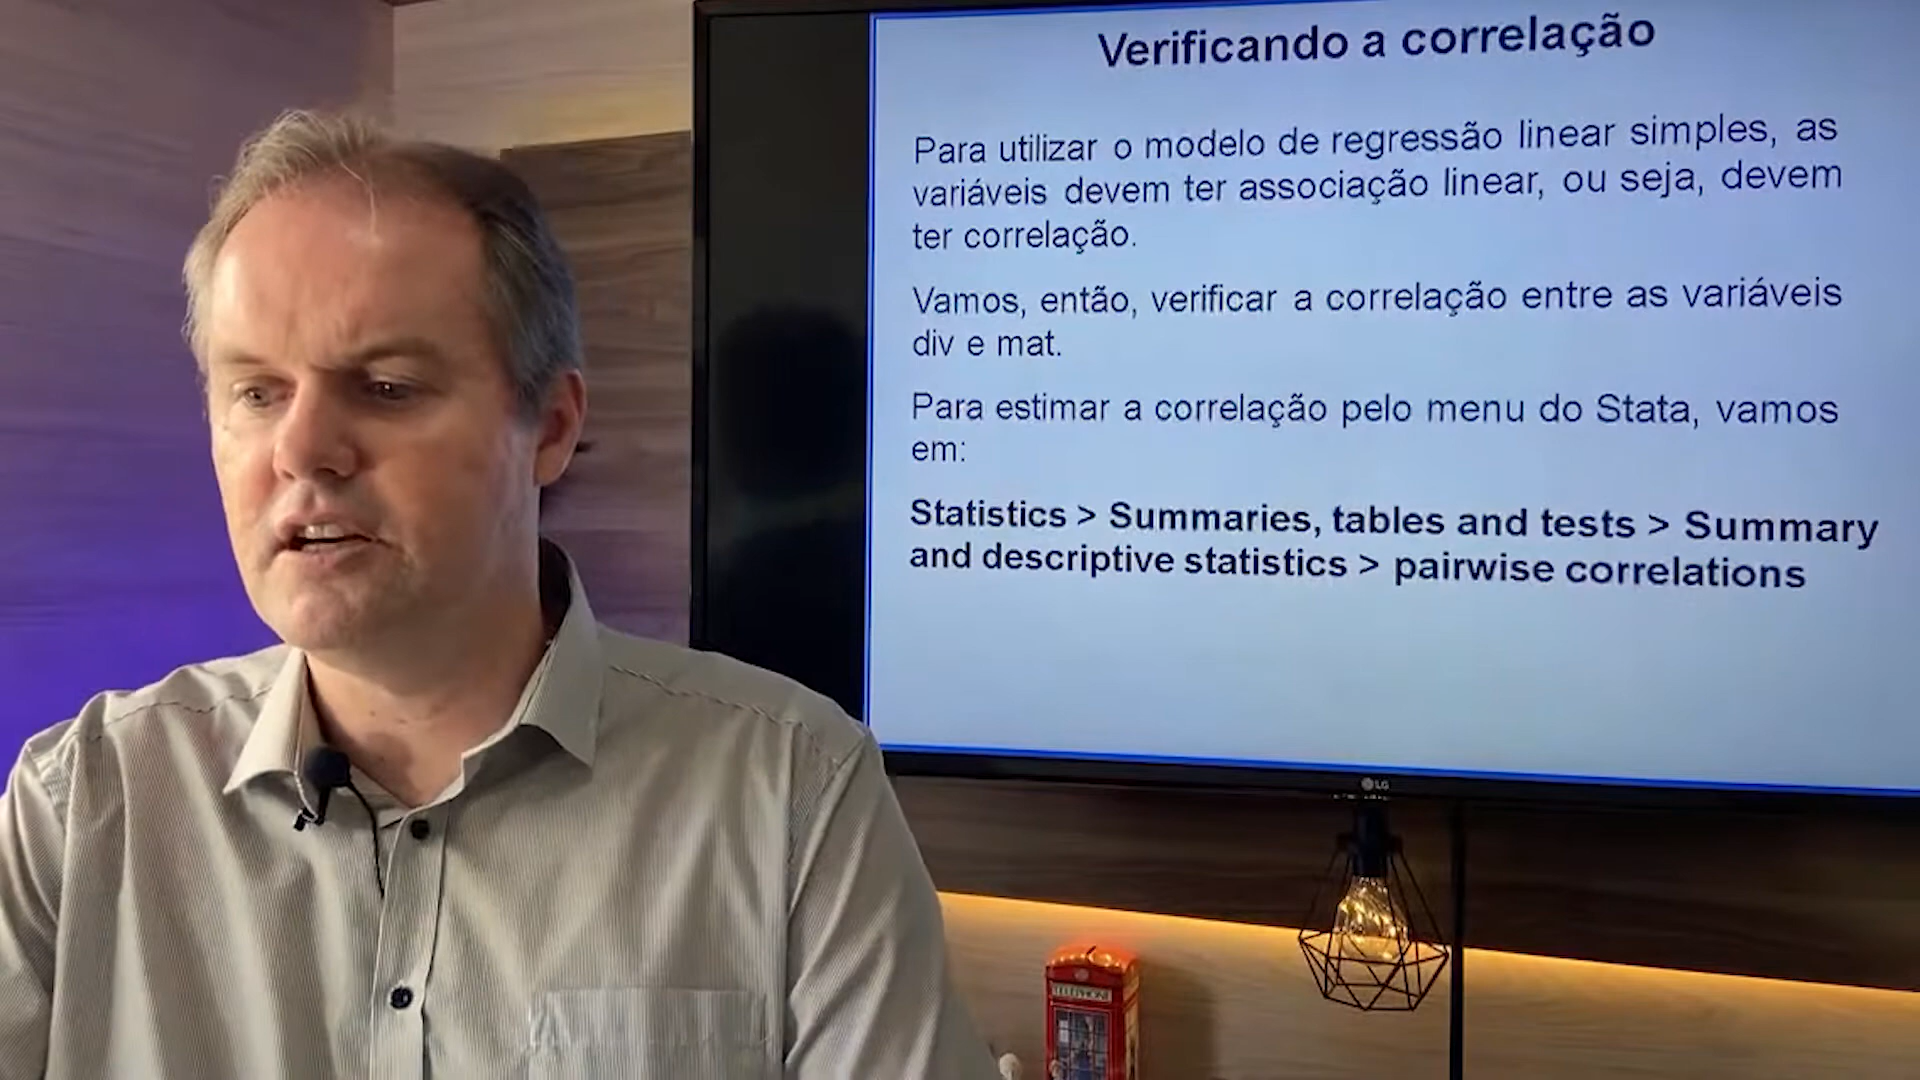 Verificando a correlação
Para utilizar o modelo de regressão linear simples, as
variáveis devem ter associação linear, ou seja, devem
ter correlação.
Vamos, então, verificar a correlação entre as variáveis
div e mat.
Para estimar a correlação pelo menu do Stata, vamos
em:
Statistics > Summaries, tables and tests > Summary
and descriptive statistics > pairwise correlations
LG
TELEPHONE